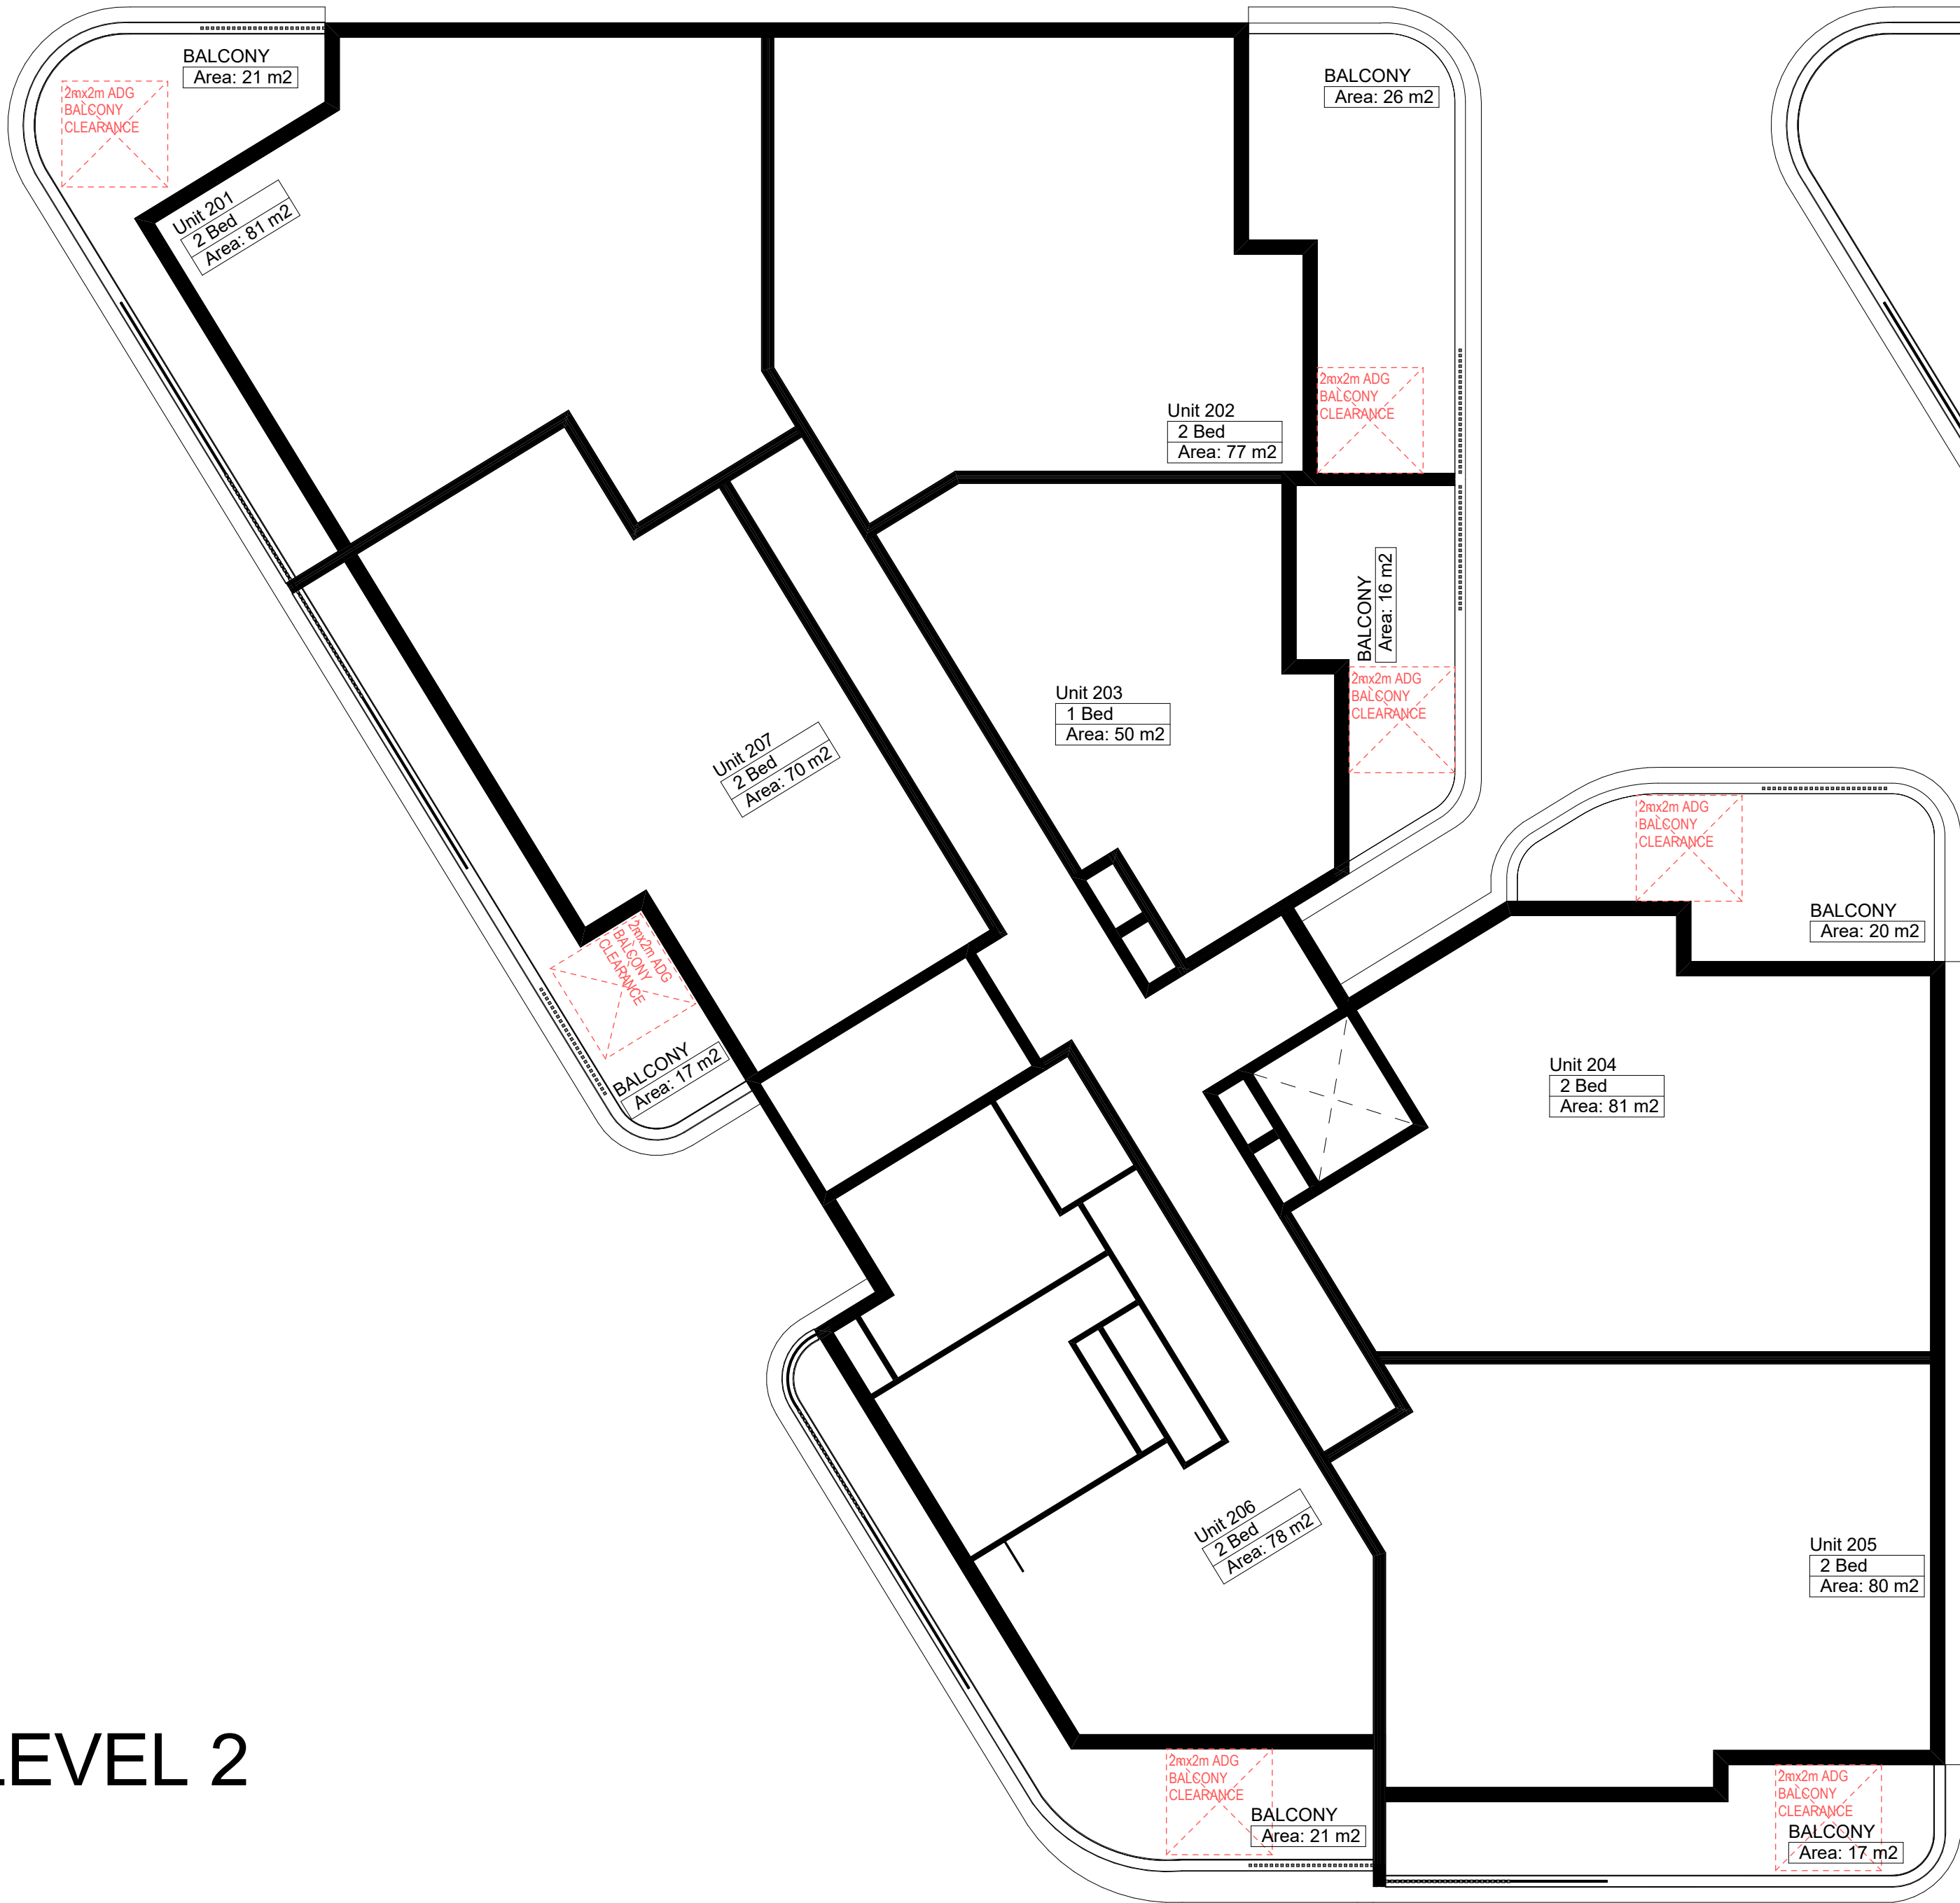 BALCONY
Area: 21 m2
2mx2m ADG
BALCONY
CLEARANCE
Unit 201
2 Bed
Area: 81 m2
BALCONY
Area: 26 m2
2mx2m ADG
BALCONY
CLEARANCE
Unit 202
2 Bed
Area: 77 m2
BALCONY
Area: 16 m2
2mx2m ADG
BALCONY
CLEARANCE
Unit 203
1 Bed
Area: 50 m2
Unit 207
2 Bed
Area: 70 m2
2mx2m ADG
BALCONY
CLEARANCE
BALCONY
Area: 17 m2
2mx2m ADG
BALCONY
CLEARANCE
BALCONY
Area: 20 m2
Unit 204
2 Bed
Area: 81 m2
Unit 206
2 Bed
Area: 78 m2
Unit 205
2 Bed
Area: 80 m2
LEVEL 2
2mx2m ADG
BALCONY
CLEARANCE
BALCONY
Area: 21 m2
2mx2m ADG
BALCONY
CLEARANCE
BALCONY
Area: 17 m2